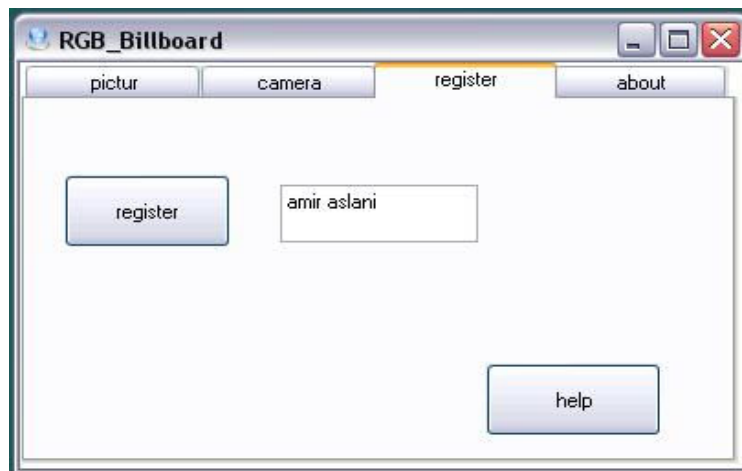 RGB_Billboard
pictur camera register about
register amir aslani
help